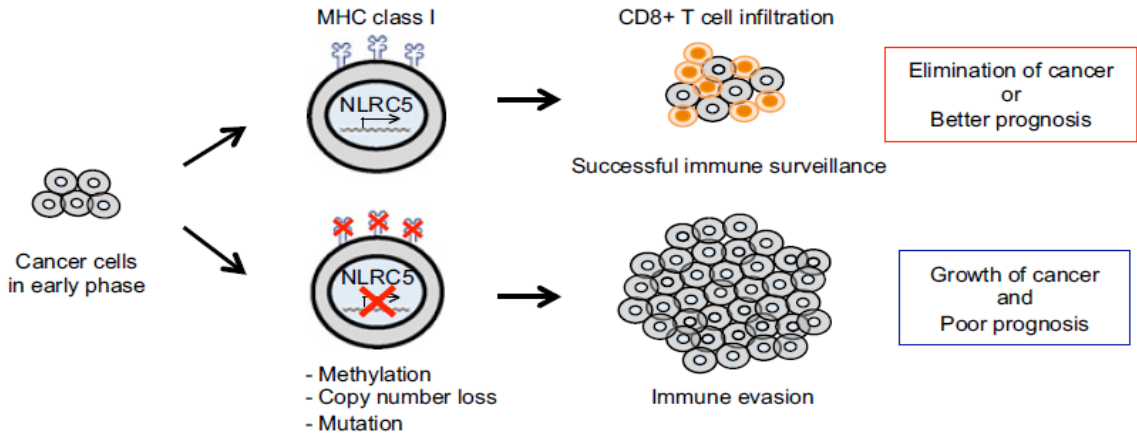 MHC class I
CD8+ T cell infiltration
NLRC5
Elimination of cancer
or
Better prognosis
Successful immune surveillance
Cancer cells
in early phase
NLRC5
Growth of cancer
and
Poor prognosis
- Methylation
- Copy number loss
- Mutation
Immune evasion